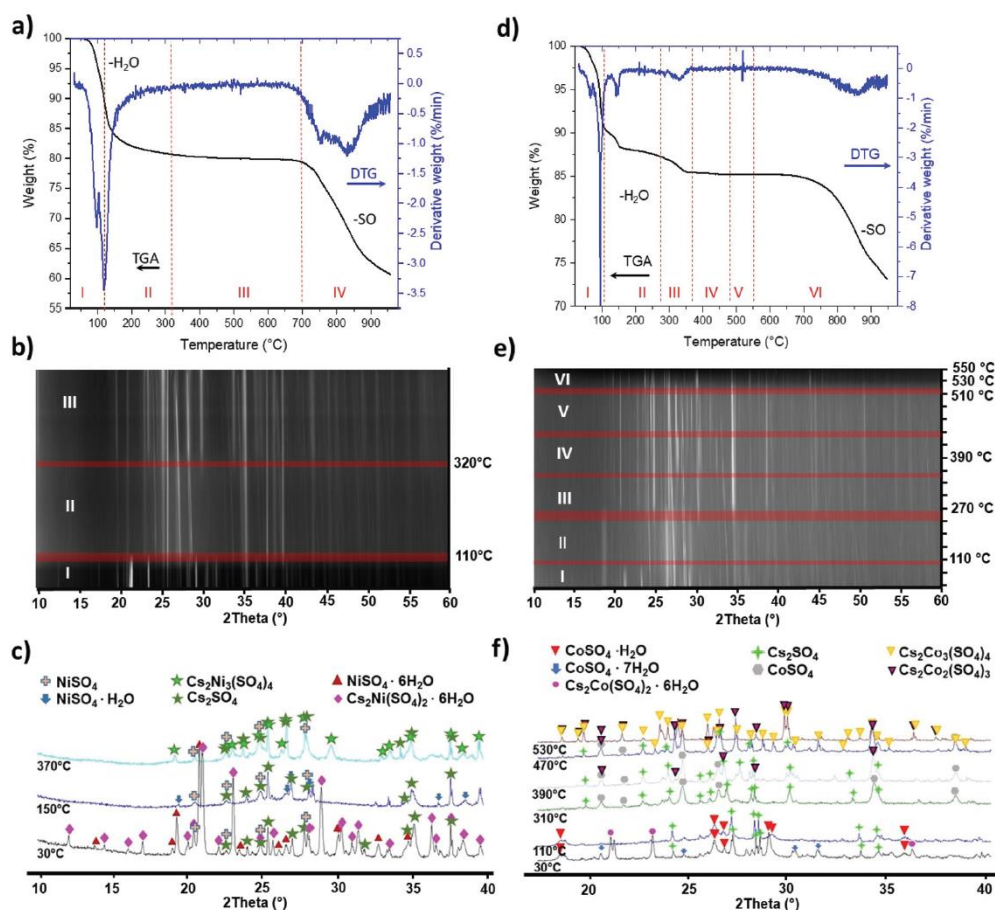 a)
-H₂O
-SO
DTG
TGA
I II III IV
100
95
90
85
80
75
70
65
60
55
Weight (%)
0.5
0.0
-0.5
-1.0
-1.5
-2.0
-2.5
-3.0
-3.5
Derivative weight (%/min)
100 200 300 400 500 600 700 800 900
Temperature (°C)
d)
-H₂O
-SO
DTG
TGA
I II III IV V VI
100
95
90
85
80
75
70
Weight (%)
0
-1
-2
-3
-4
-5
-6
-7
-8
Derivative weight (%/min)
100 200 300 400 500 600 700 800 900
Temperature (°C)
b)
III
320°C
II
110°C
I
10 15 20 25 30 35 40 45 50 55 60
2Theta (°)
e)
550 °C
VI
530 °C
510 °C
V
IV
390 °C
III
270 °C
II
110 °C
I
10 15 20 25 30 35 40 45 50 55 60
2Theta (°)
c)
NiSO₄
Cs₂Ni₃(SO₄)₄
NiSO₄ · 6H₂O
NiSO₄ · H₂O
Cs₂SO₄
Cs₂Ni(SO₄)₂ · 6H₂O
370°C
150°C
30°C
10 15 20 25 30 35 40
2Theta (°)
f)
CoSO₄ ·H₂O
Cs₂SO₄
Cs₂Co₃(SO₄)₄
CoSO₄ · 7H₂O
CoSO₄
Cs₂Co₂(SO₄)₃
Cs₂Co(SO₄)₂ · 6H₂O
530°C
470°C
390°C
310°C
110°C
30°C
20 25 30 35 40
2Theta (°)